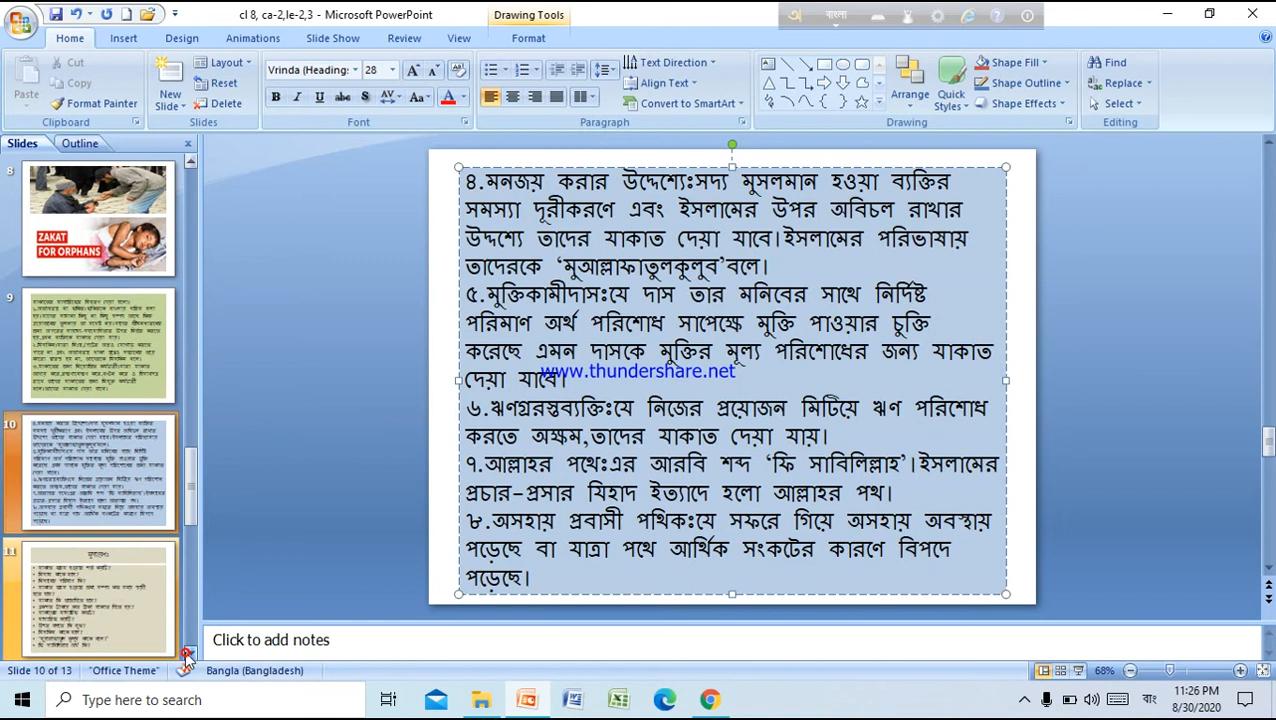 cl 8, ca-2,le-2,3 - Microsoft PowerPoint
Drawing Tools
বাংলা
Home
Insert
Design
Animations
Slide Show
Review
View
Format
Paste
Cut
Copy
Format Painter
Clipboard
New Slide
Layout
Reset
Delete
Slides
Vrinda (Heading:
28
Font
Text Direction
Align Text
Convert to SmartArt
Paragraph
Arrange
Quick Styles
Shape Fill
Shape Outline
Shape Effects
Drawing
Find
Replace
Select
Editing
Slides
Outline
8
ZAKAT
FOR ORPHANS
9
10
11
৪.মনজয় করার উদ্দেশ্যেঃসদ্য মুসলমান হওয়া ব্যক্তির
সমস্যা দূরীকরণে এবং ইসলামের উপর অবিচল রাখার
উদ্দশ্যে তাদের যাকাত দেয়া যাবে।ইসলামের পরিভাষায়
তাদেরকে ‘মুআল্লাফাতুলকুলুব’বলে।
৫.মুক্তিকামীদাসঃযে দাস তার মনিবের সাথে নির্দিষ্ট
পরিমাণ অর্থ পরিশোধ সাপেক্ষে মুক্তি পাওয়ার চুক্তি
করেছে এমন দাসকে মুক্তির মূল্য পরিশোধের জন্য যাকাত
দেয়া যাবে।
www.thundershare.net
৬.ঋণগ্রস্তব্যক্তিঃযে নিজের প্রয়োজন মিটিয়ে ঋণ পরিশোধ
করতে অক্ষম,তাদের যাকাত দেয়া যায়।
৭.আল্লাহর পথেঃএর আরবি শব্দ ‘ফি সাবিলিল্লাহ’।ইসলামের
প্রচার-প্রসার যিহাদ ইত্যাদে হলো আল্লাহর পথ।
৮.অসহায় প্রবাসী পথিকঃযে সফরে গিয়ে অসহায় অবস্থায়
পড়েছে বা যাত্রা পথে আর্থিক সংকটের কারণে বিপদে
পড়েছে।
Click to add notes
Slide 10 of 13
"Office Theme"
Bangla (Bangladesh)
68%
Type here to search
বাং
11:26 PM
8/30/2020